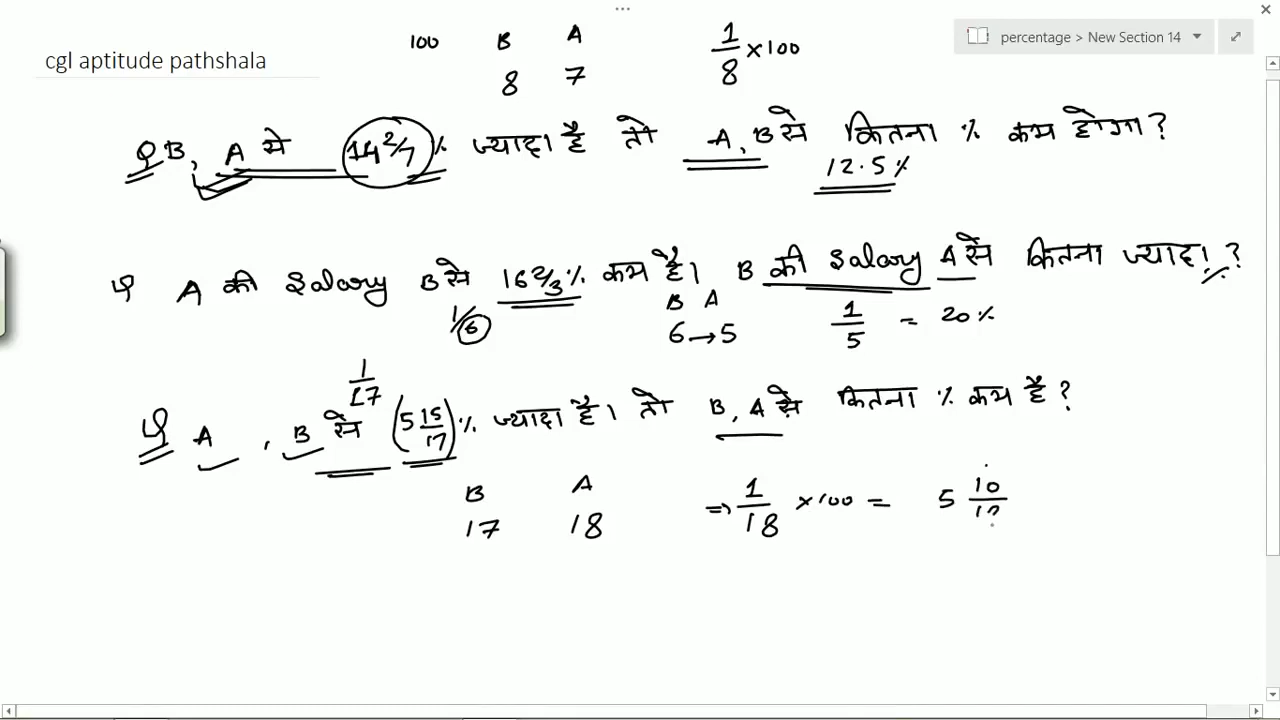 100 B A 1/8 ×100
cgl aptitude pathshala
percentage > New Section 14
8 7
Q B, A से 14 2/7 % ज्यादा है तो A, B से कितना % कम होगा ?
12.5 %
A की Salary B से 16 2/3 % कम है। B की Salary A से कितना ज्यादा ?
1/6 B A 1/5 = 20 %
6→5
1/17
A , B से (5 15/17) % ज्यादा है। तो B, A से कितना % कम है ?
B A ⇒ 1/18 ×100 = 5 10/18
17 18